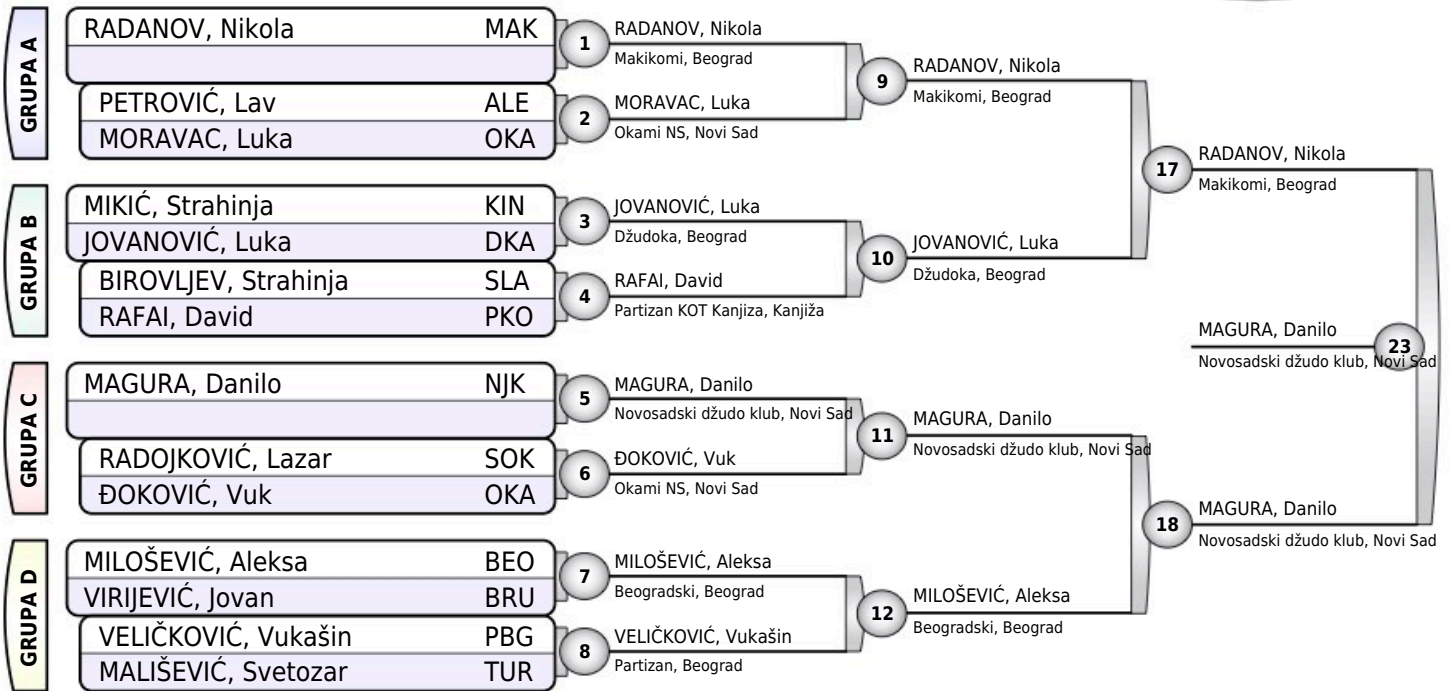 GRUPA A
RADANOV, Nikola MAK
PETROVIĆ, Lav ALE
MORAVAC, Luka OKA
GRUPA B
MIKIĆ, Strahinja KIN
JOVANOVIĆ, Luka DKA
BIROVLJEV, Strahinja SLA
RAFAI, David PKO
GRUPA C
MAGURA, Danilo NJK
RADOJKOVIĆ, Lazar SOK
ĐOKOVIĆ, Vuk OKA
GRUPA D
MILOŠEVIĆ, Aleksa BEO
VIRIJEVIĆ, Jovan BRU
VELIČKOVIĆ, Vukašin PBG
MALIŠEVIĆ, Svetozar TUR
1
RADANOV, Nikola
Makikomi, Beograd
2
MORAVAC, Luka
Okami NS, Novi Sad
3
JOVANOVIĆ, Luka
Džudoka, Beograd
4
RAFAI, David
Partizan KOT Kanjiza, Kanjiža
5
MAGURA, Danilo
Novosadski džudo klub, Novi Sad
6
ĐOKOVIĆ, Vuk
Okami NS, Novi Sad
7
MILOŠEVIĆ, Aleksa
Beogradski, Beograd
8
VELIČKOVIĆ, Vukašin
Partizan, Beograd
9
RADANOV, Nikola
Makikomi, Beograd
10
JOVANOVIĆ, Luka
Džudoka, Beograd
11
MAGURA, Danilo
Novosadski džudo klub, Novi Sad
12
MILOŠEVIĆ, Aleksa
Beogradski, Beograd
17
RADANOV, Nikola
Makikomi, Beograd
18
MAGURA, Danilo
Novosadski džudo klub, Novi Sad
23
MAGURA, Danilo
Novosadski džudo klub, Novi Sad